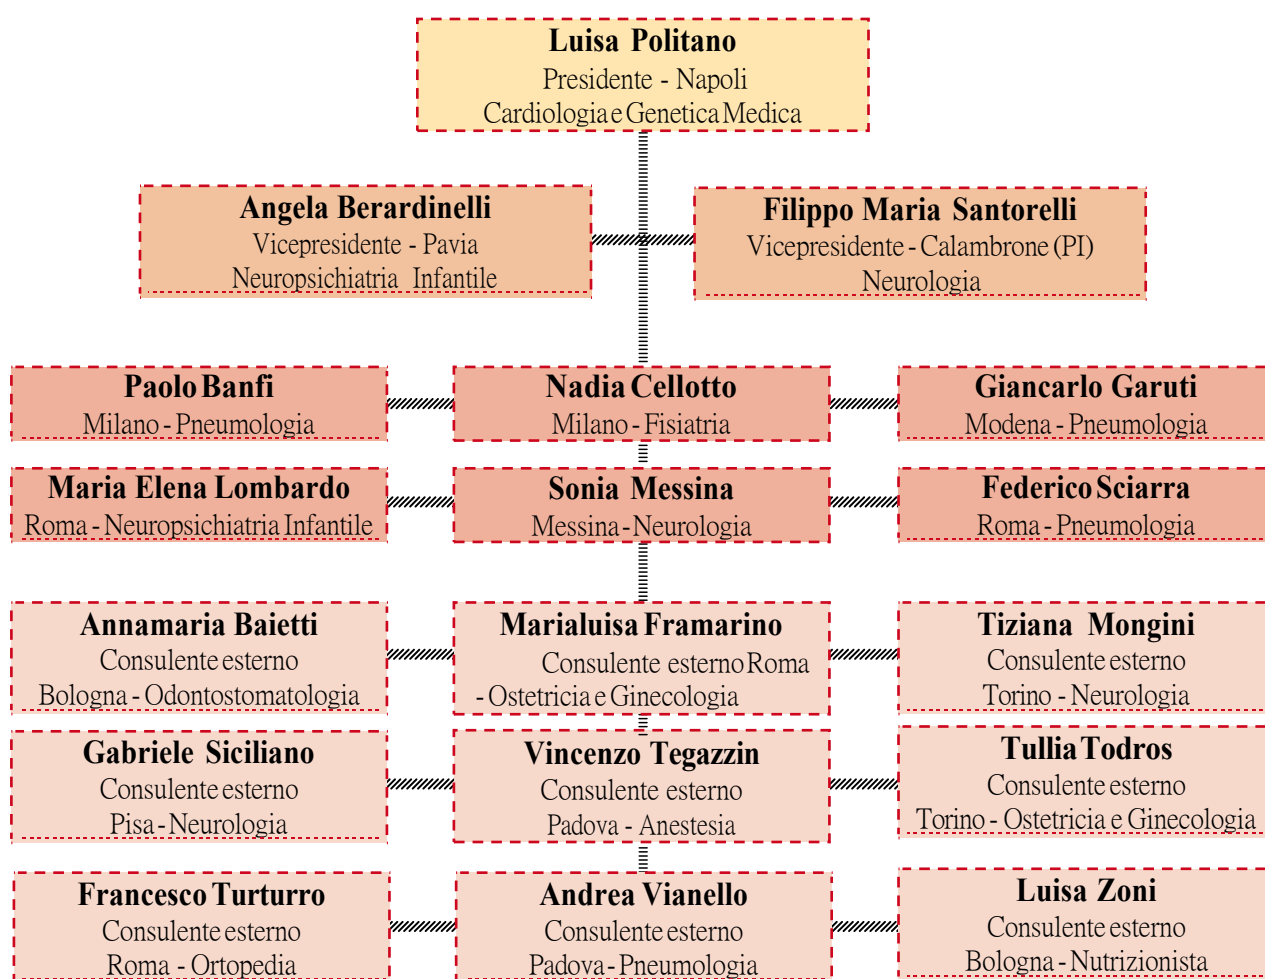 Luisa Politano
Presidente - Napoli
Cardiologia e Genetica Medica
Angela Berardinelli
Vicepresidente - Pavia
Neuropsichiatria Infantile
Filippo Maria Santorelli
Vicepresidente - Calambrone (PI)
Neurologia
Paolo Banfi
Milano - Pneumologia
Nadia Cellotto
Milano - Fisiatria
Giancarlo Garuti
Modena - Pneumologia
Maria Elena Lombardo
Roma - Neuropsichiatria Infantile
Sonia Messina
Messina - Neurologia
Federico Sciarra
Roma - Pneumologia
Annamaria Baietti
Consulente esterno
Bologna - Odontostomatologia
Marialuisa Framarino
Consulente esterno Roma
- Ostetricia e Ginecologia
Tiziana Mongini
Consulente esterno
Torino - Neurologia
Gabriele Siciliano
Consulente esterno
Pisa - Neurologia
Vincenzo Tegazzin
Consulente esterno
Padova - Anestesia
Tullia Todros
Consulente esterno
Torino - Ostetricia e Ginecologia
Francesco Turturro
Consulente esterno
Roma - Ortopedia
Andrea Vianello
Consulente esterno
Padova - Pneumologia
Luisa Zoni
Consulente esterno
Bologna - Nutrizionista